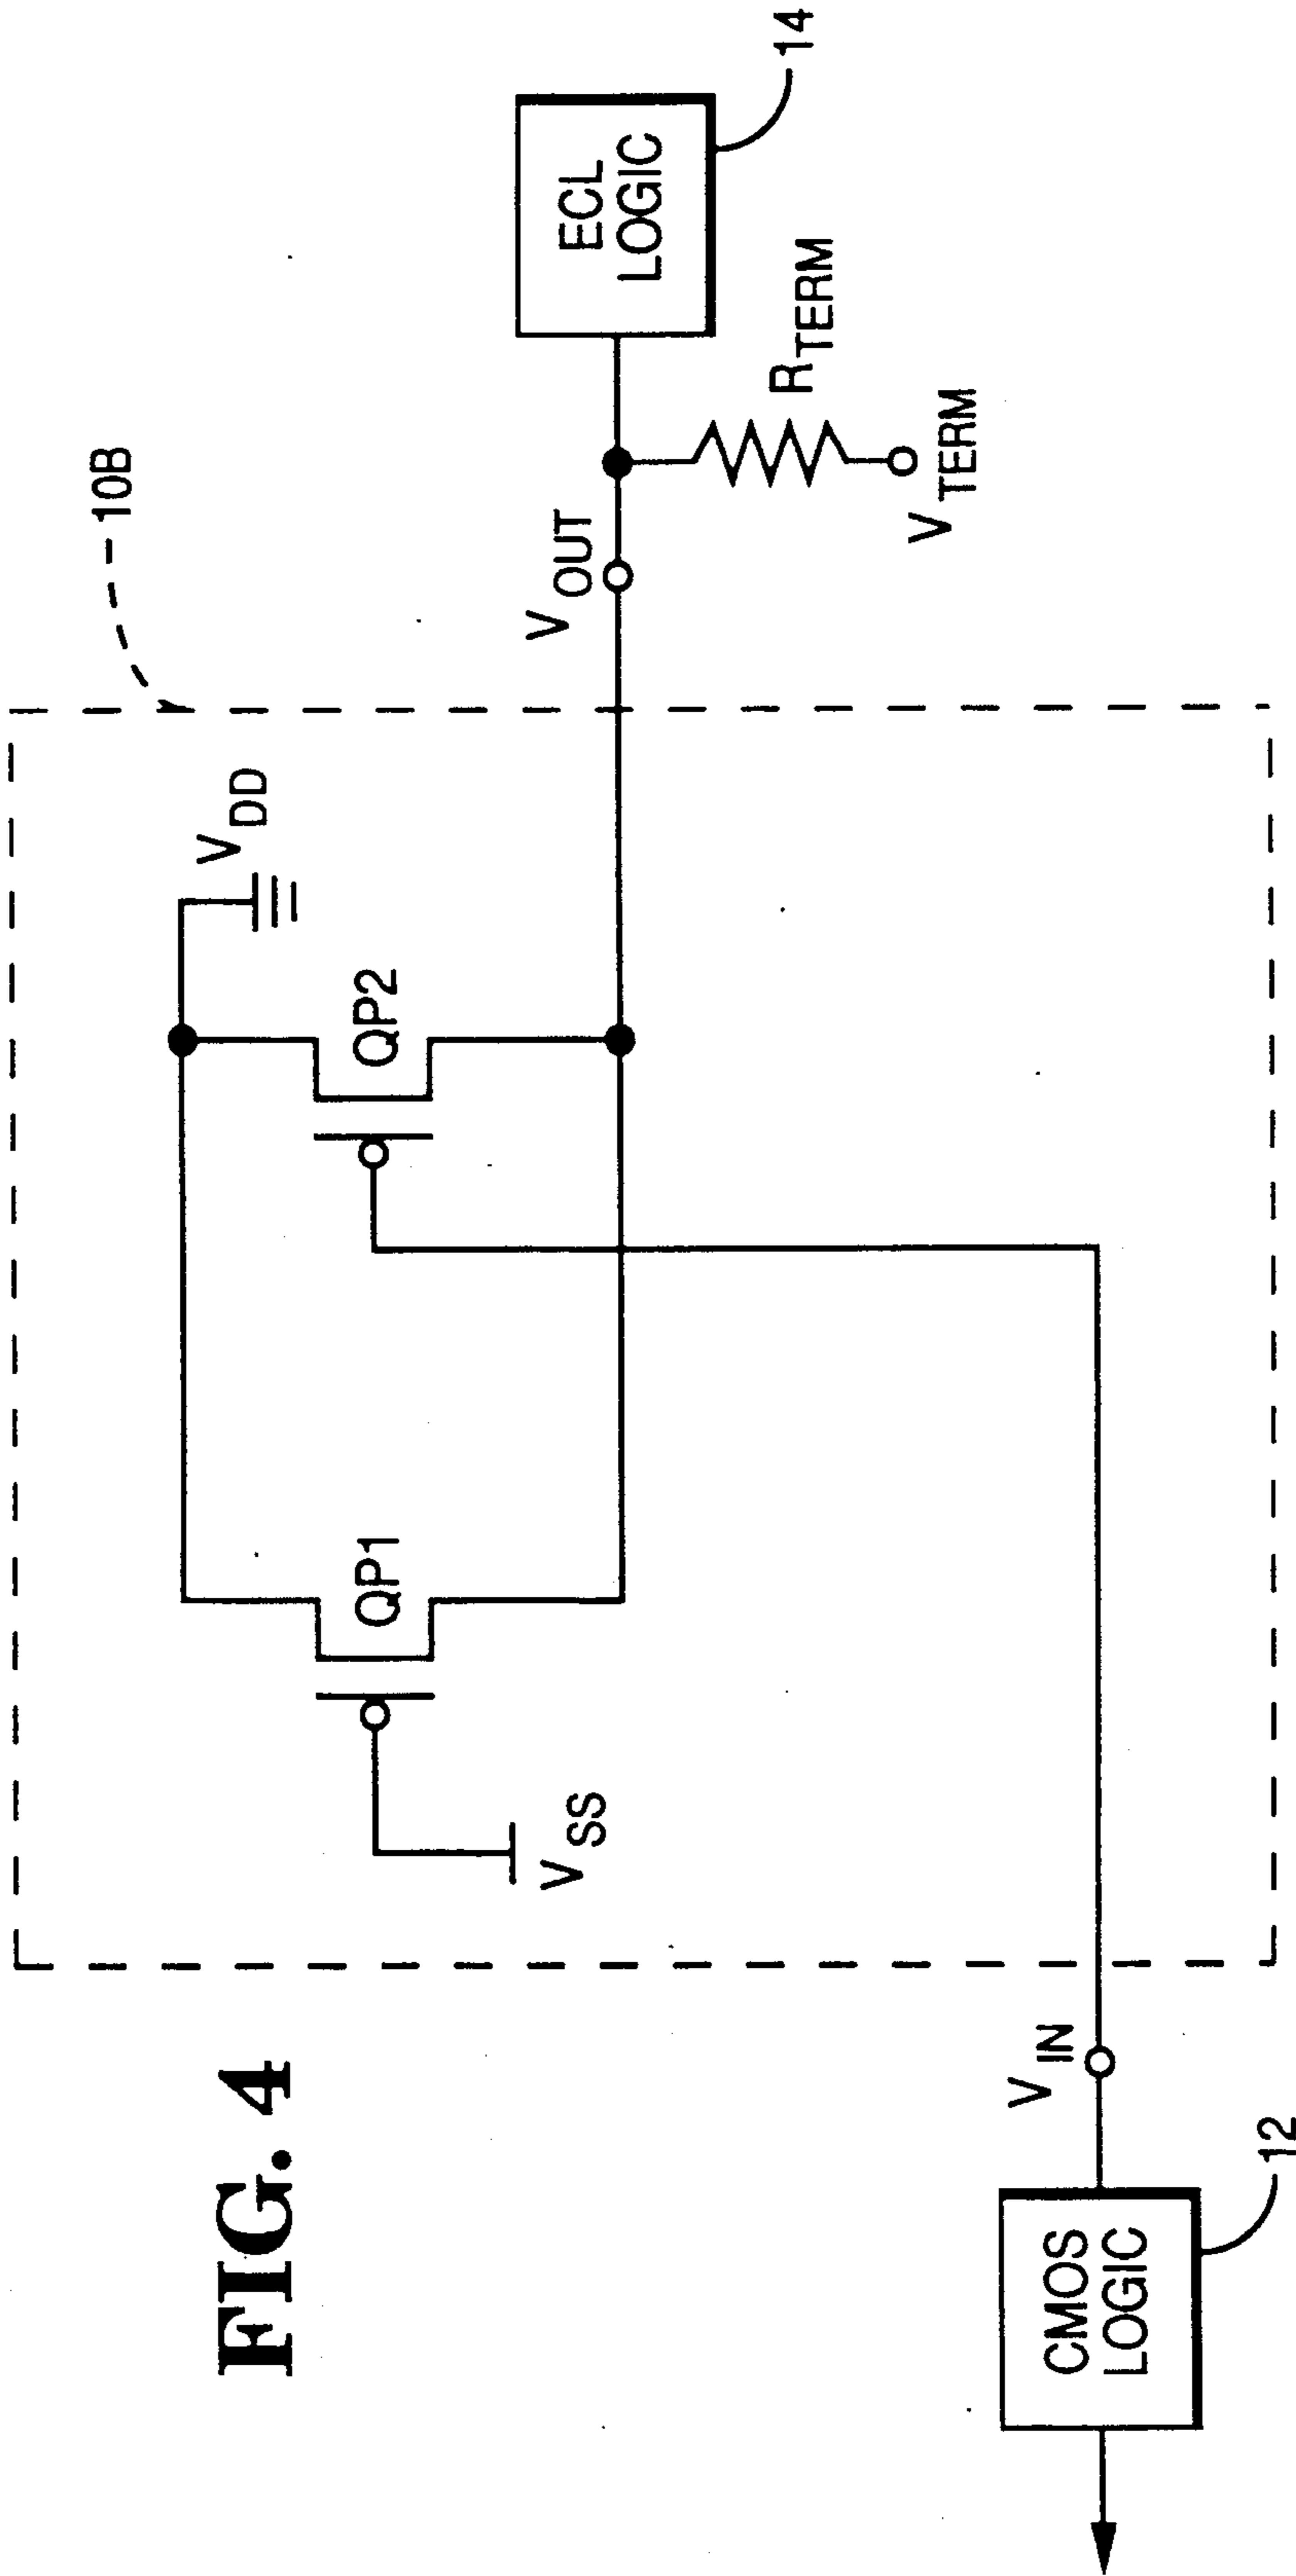 FIG. 4
10B
V_DD
QP1
QP2
V_SS
V_OUT
ECL
LOGIC
14
R_TERM
V_TERM
V_IN
CMOS
LOGIC
12